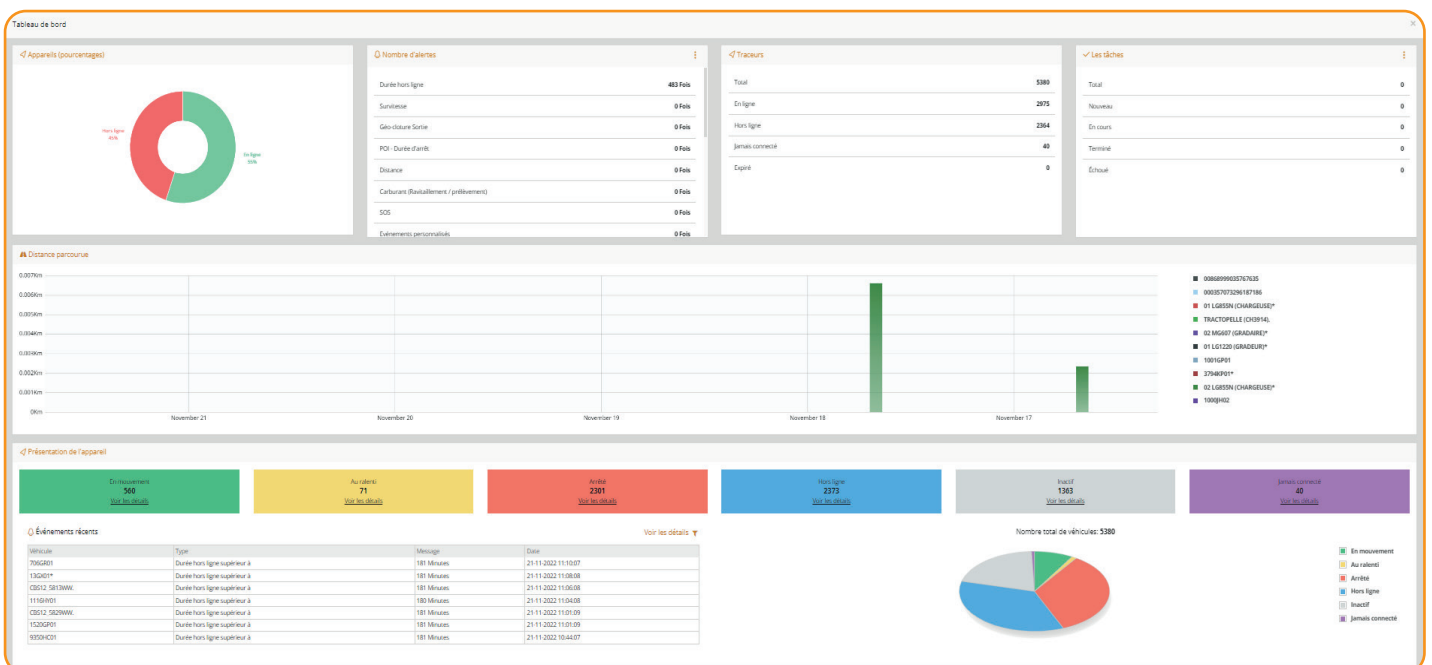 Tableau de bord ×
Appareils (pourcentages)
Hors ligne
45%
En ligne
55%
Nombre d'alertes
Durée hors ligne 483 Fois
Survitesse 0 Fois
Géo-cloture Sortie 0 Fois
POI - Durée d'arrêt 0 Fois
Distance 0 Fois
Carburant (Ravitaillement / prélèvement) 0 Fois
SOS 0 Fois
Evénements personnalisés 0 Fois
Traceurs
Total 5380
En ligne 2975
Hors ligne 2364
Jamais connecté 40
Expiré 0
Les tâches
Total 0
Nouveau 0
En cours 0
Terminé 0
Échoué 0
Distance parcourue
0.007Km
0.006Km
0.005Km
0.004Km
0.003Km
0.002Km
0.001Km
0Km
November 21 November 20 November 19 November 18 November 17
00868999035767635
000357073296187186
01 LG855N (CHARGEUSE)*
TRACTOPELLE (CH3914).
02 MG607 (GRADAIRE)*
01 LG1220 (GRADEUR)*
1001GP01
3794KP01*
02 LG855N (CHARGEUSE)*
1000JH02
Présentation de l'appareil
En mouvement
560
Voir les détails
Au ralenti
71
Voir les détails
Arrêté
2301
Voir les détails
Hors ligne
2373
Voir les détails
Inactif
1363
Voir les détails
Jamais connecté
40
Voir les détails
Événements récents Voir les détails
Véhicule Type Message Date
706GR01 Durée hors ligne supérieur à 181 Minutes 21-11-2022 11:10:07
13GX01* Durée hors ligne supérieur à 181 Minutes 21-11-2022 11:08:08
CBS12_5813WW. Durée hors ligne supérieur à 181 Minutes 21-11-2022 11:06:08
1116HY01 Durée hors ligne supérieur à 180 Minutes 21-11-2022 11:04:08
CBS12_5829WW. Durée hors ligne supérieur à 181 Minutes 21-11-2022 11:01:09
1520GP01 Durée hors ligne supérieur à 181 Minutes 21-11-2022 11:01:09
9350HC01 Durée hors ligne supérieur à 181 Minutes 21-11-2022 10:44:07
Nombre total de véhicules: 5380
En mouvement
Au ralenti
Arrêté
Hors ligne
Inactif
Jamais connecté